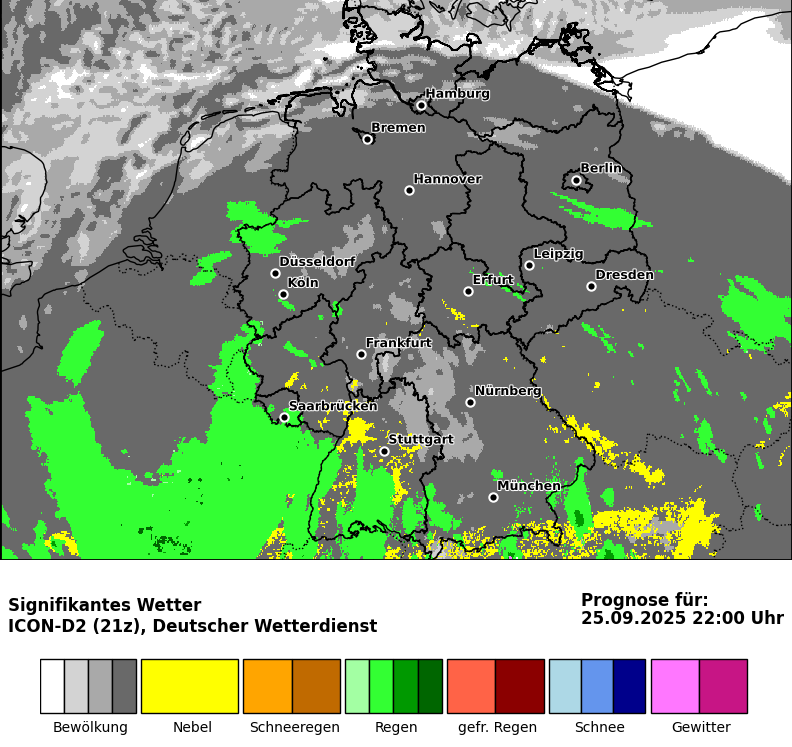 Hamburg
Bremen
Berlin
Hannover
Leipzig
Düsseldorf
Dresden
Erfurt
Köln
Frankfurt
Nürnberg
Saarbrücken
Stuttgart
München
Signifikantes Wetter
ICON-D2 (21z), Deutscher Wetterdienst
Prognose für:
25.09.2025 22:00 Uhr
Bewölkung
Nebel
Schneeregen
Regen
gefr. Regen
Schnee
Gewitter